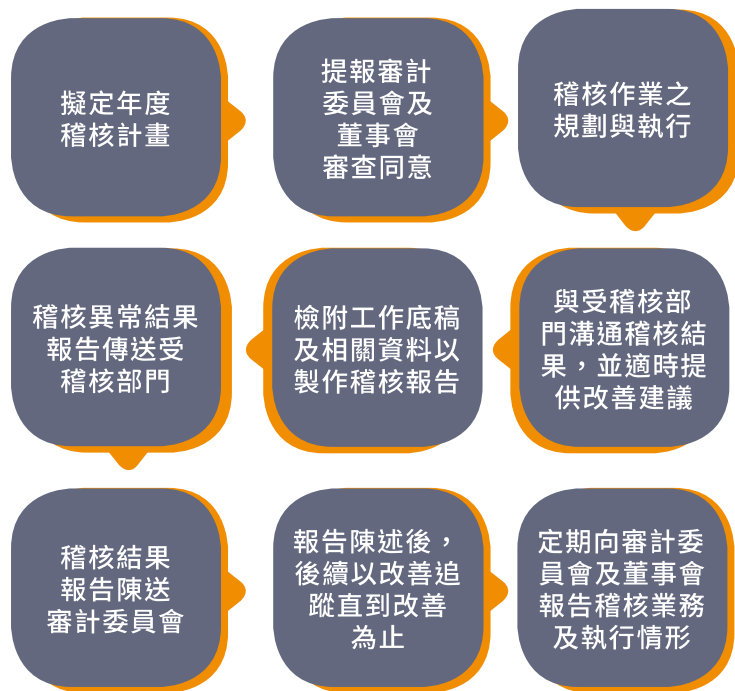 擬定年度
稽核計畫
提報審計
委員會及
董事會
審查同意
稽核作業之
規劃與執行
與受稽核部
門溝通稽核結
果，並適時提
供改善建議
檢附工作底稿
及相關資料以
製作稽核報告
稽核異常結果
報告傳送受
稽核部門
稽核結果
報告陳送
審計委員會
報告陳述後，
後續以改善追
蹤直到改善
為止
定期向審計委
員會及董事會
報告稽核業務
及執行情形